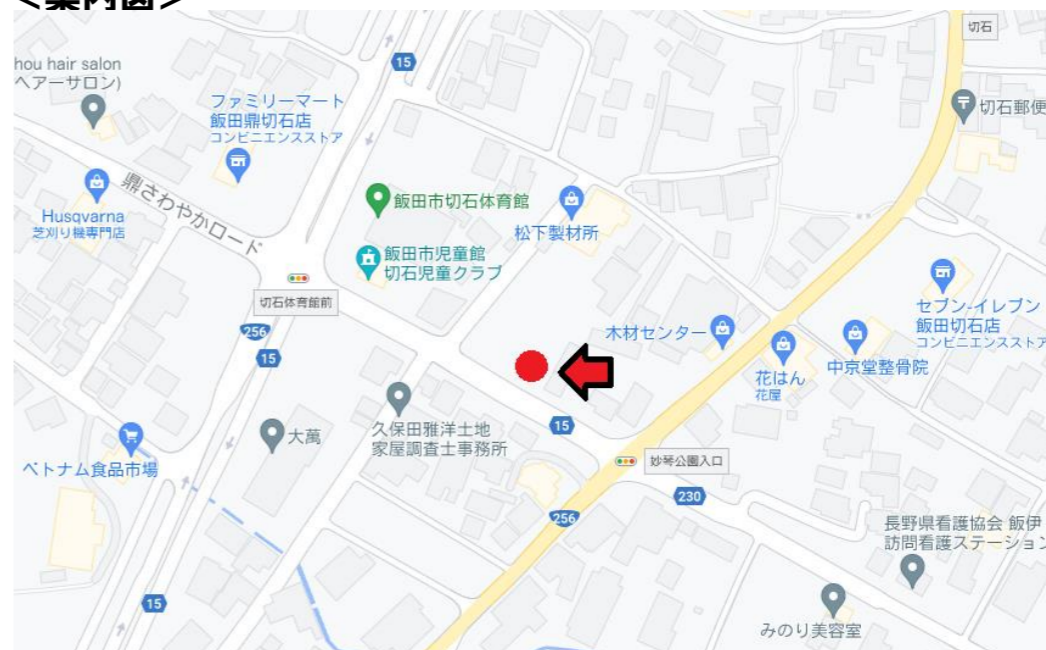 ＜案内図＞
切石
15
hou hair salon
ヘアーサロン)
ファミリーマート
飯田鼎切石店
コンビニエンスストア
切石郵便
鼎さわやかロード
Husqvarna
芝刈り機専門店
飯田市切石体育館
松下製材所
飯田市児童館
切石児童クラブ
切石体育館前
256
15
セブン-イレブン
飯田切石店
コンビニエンスストア
木材センター
花はん
花屋
中京堂整骨院
久保田雅洋土地
家屋調査士事務所
大萬
15
ベトナム食品市場
妙琴公園入口
230
256
長野県看護協会 飯伊
訪問看護ステーション
15
みのり美容室